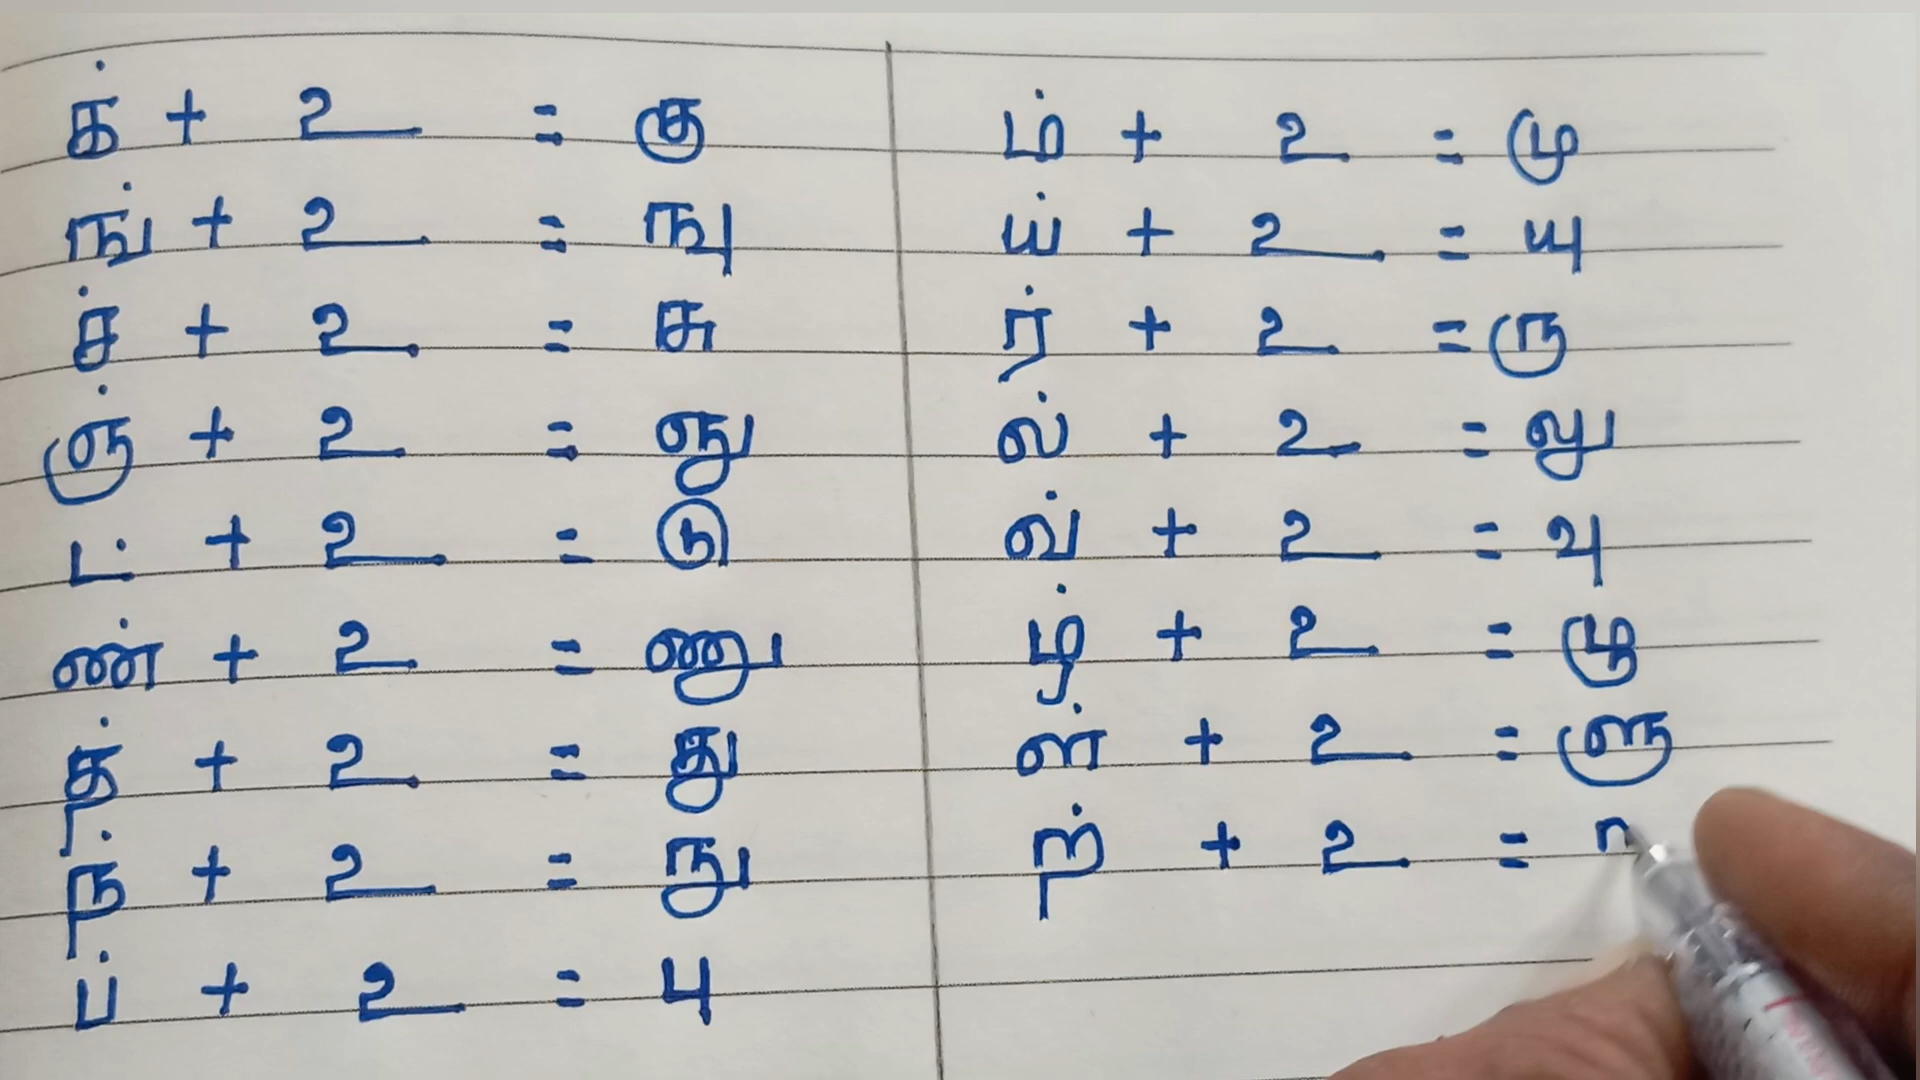 க் + உ = கு
ங் + உ = ஙு
ச் + உ = சு
ஞ் + உ = ஞு
ட் + உ = டு
ண் + உ = ணு
த் + உ = து
ந் + உ = நு
ப் + உ = பு
ம் + உ = மு
ய் + உ = யு
ர் + உ = ரு
ல் + உ = லு
வ் + உ = வு
ழ் + உ = ழு
ள் + உ = ளு
ற் + உ =